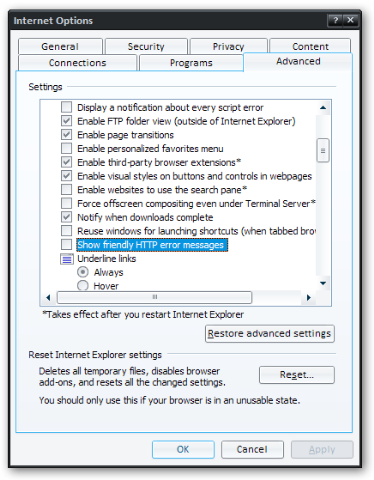 Internet Options
General Security Privacy Content
Connections Programs Advanced
Settings
Display a notification about every script error
Enable FTP folder view (outside of Internet Explorer)
Enable page transitions
Enable personalized favorites menu
Enable third-party browser extensions*
Enable visual styles on buttons and controls in webpages
Enable websites to use the search pane*
Force offscreen compositing even under Terminal Server*
Notify when downloads complete
Reuse windows for launching shortcuts (when tabbed brov
Show friendly HTTP error messages
Underline links
Always
Hover
*Takes effect after you restart Internet Explorer
Restore advanced settings
Reset Internet Explorer settings
Deletes all temporary files, disables browser
add-ons, and resets all the changed settings.
Reset...
You should only use this if your browser is in an unusable state.
OK Cancel Apply